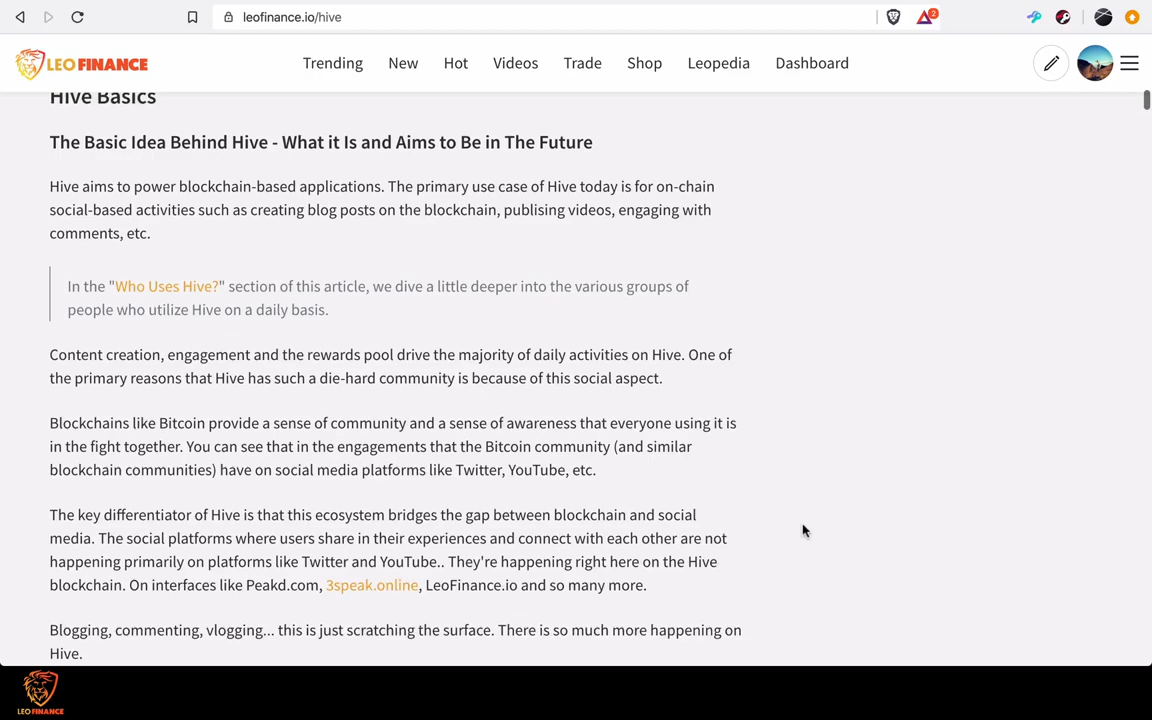 leofinance.io/hive
2
LEOFINANCE
Trending New Hot Videos Trade Shop Leopedia Dashboard
Hive Basics
The Basic Idea Behind Hive - What it Is and Aims to Be in The Future
Hive aims to power blockchain-based applications. The primary use case of Hive today is for on-chain
social-based activities such as creating blog posts on the blockchain, publising videos, engaging with
comments, etc.
In the "Who Uses Hive?" section of this article, we dive a little deeper into the various groups of
people who utilize Hive on a daily basis.
Content creation, engagement and the rewards pool drive the majority of daily activities on Hive. One of
the primary reasons that Hive has such a die-hard community is because of this social aspect.
Blockchains like Bitcoin provide a sense of community and a sense of awareness that everyone using it is
in the fight together. You can see that in the engagements that the Bitcoin community (and similar
blockchain communities) have on social media platforms like Twitter, YouTube, etc.
The key differentiator of Hive is that this ecosystem bridges the gap between blockchain and social
media. The social platforms where users share in their experiences and connect with each other are not
happening primarily on platforms like Twitter and YouTube.. They're happening right here on the Hive
blockchain. On interfaces like Peakd.com, 3speak.online, LeoFinance.io and so many more.
Blogging, commenting, vlogging... this is just scratching the surface. There is so much more happening on
Hive.
LEOFINANCE